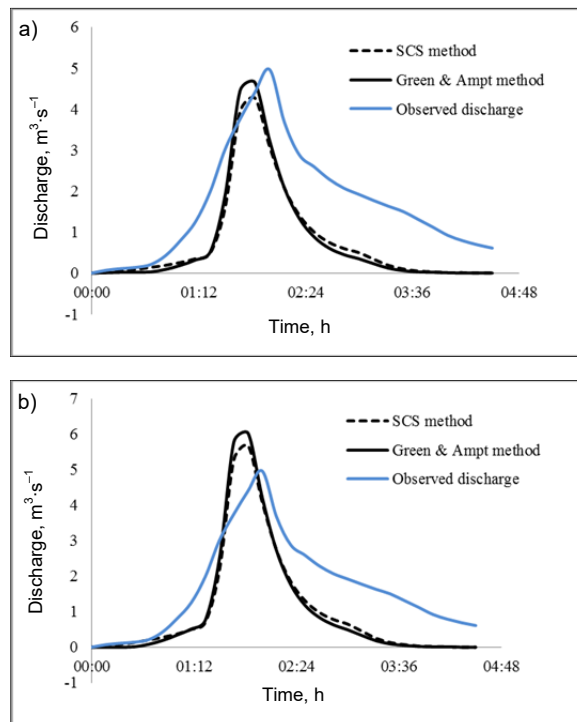 a)
6
5
4
3
2
1
0
-1
Discharge, m³·s⁻¹
SCS method
Green & Ampt method
Observed discharge
00:00 01:12 02:24 03:36 04:48
Time, h
b)
7
6
5
4
3
2
1
0
-1
Discharge, m³·s⁻¹
SCS method
Green & Ampt method
Observed discharge
00:00 01:12 02:24 03:36 04:48
Time, h